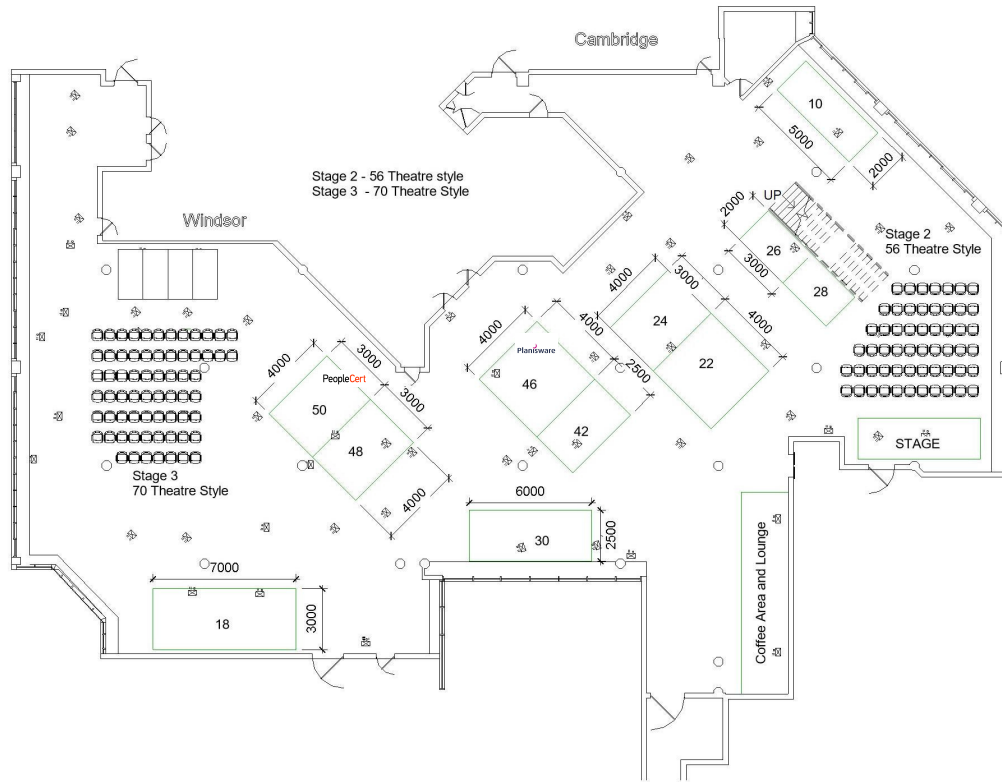 Cambridge
10
5000
2000
Stage 2 - 56 Theatre style
Stage 3 - 70 Theatre Style
UP
2000
Windsor
Stage 2
56 Theatre Style
26
3000
28
4000
3000
24
4000
22
4000
4000
2500
Planisware
46
42
4000
3000
PeopleCert
3000
50
48
4000
STAGE
Stage 3
70 Theatre Style
6000
2500
30
7000
3000
18
Coffee Area and Lounge